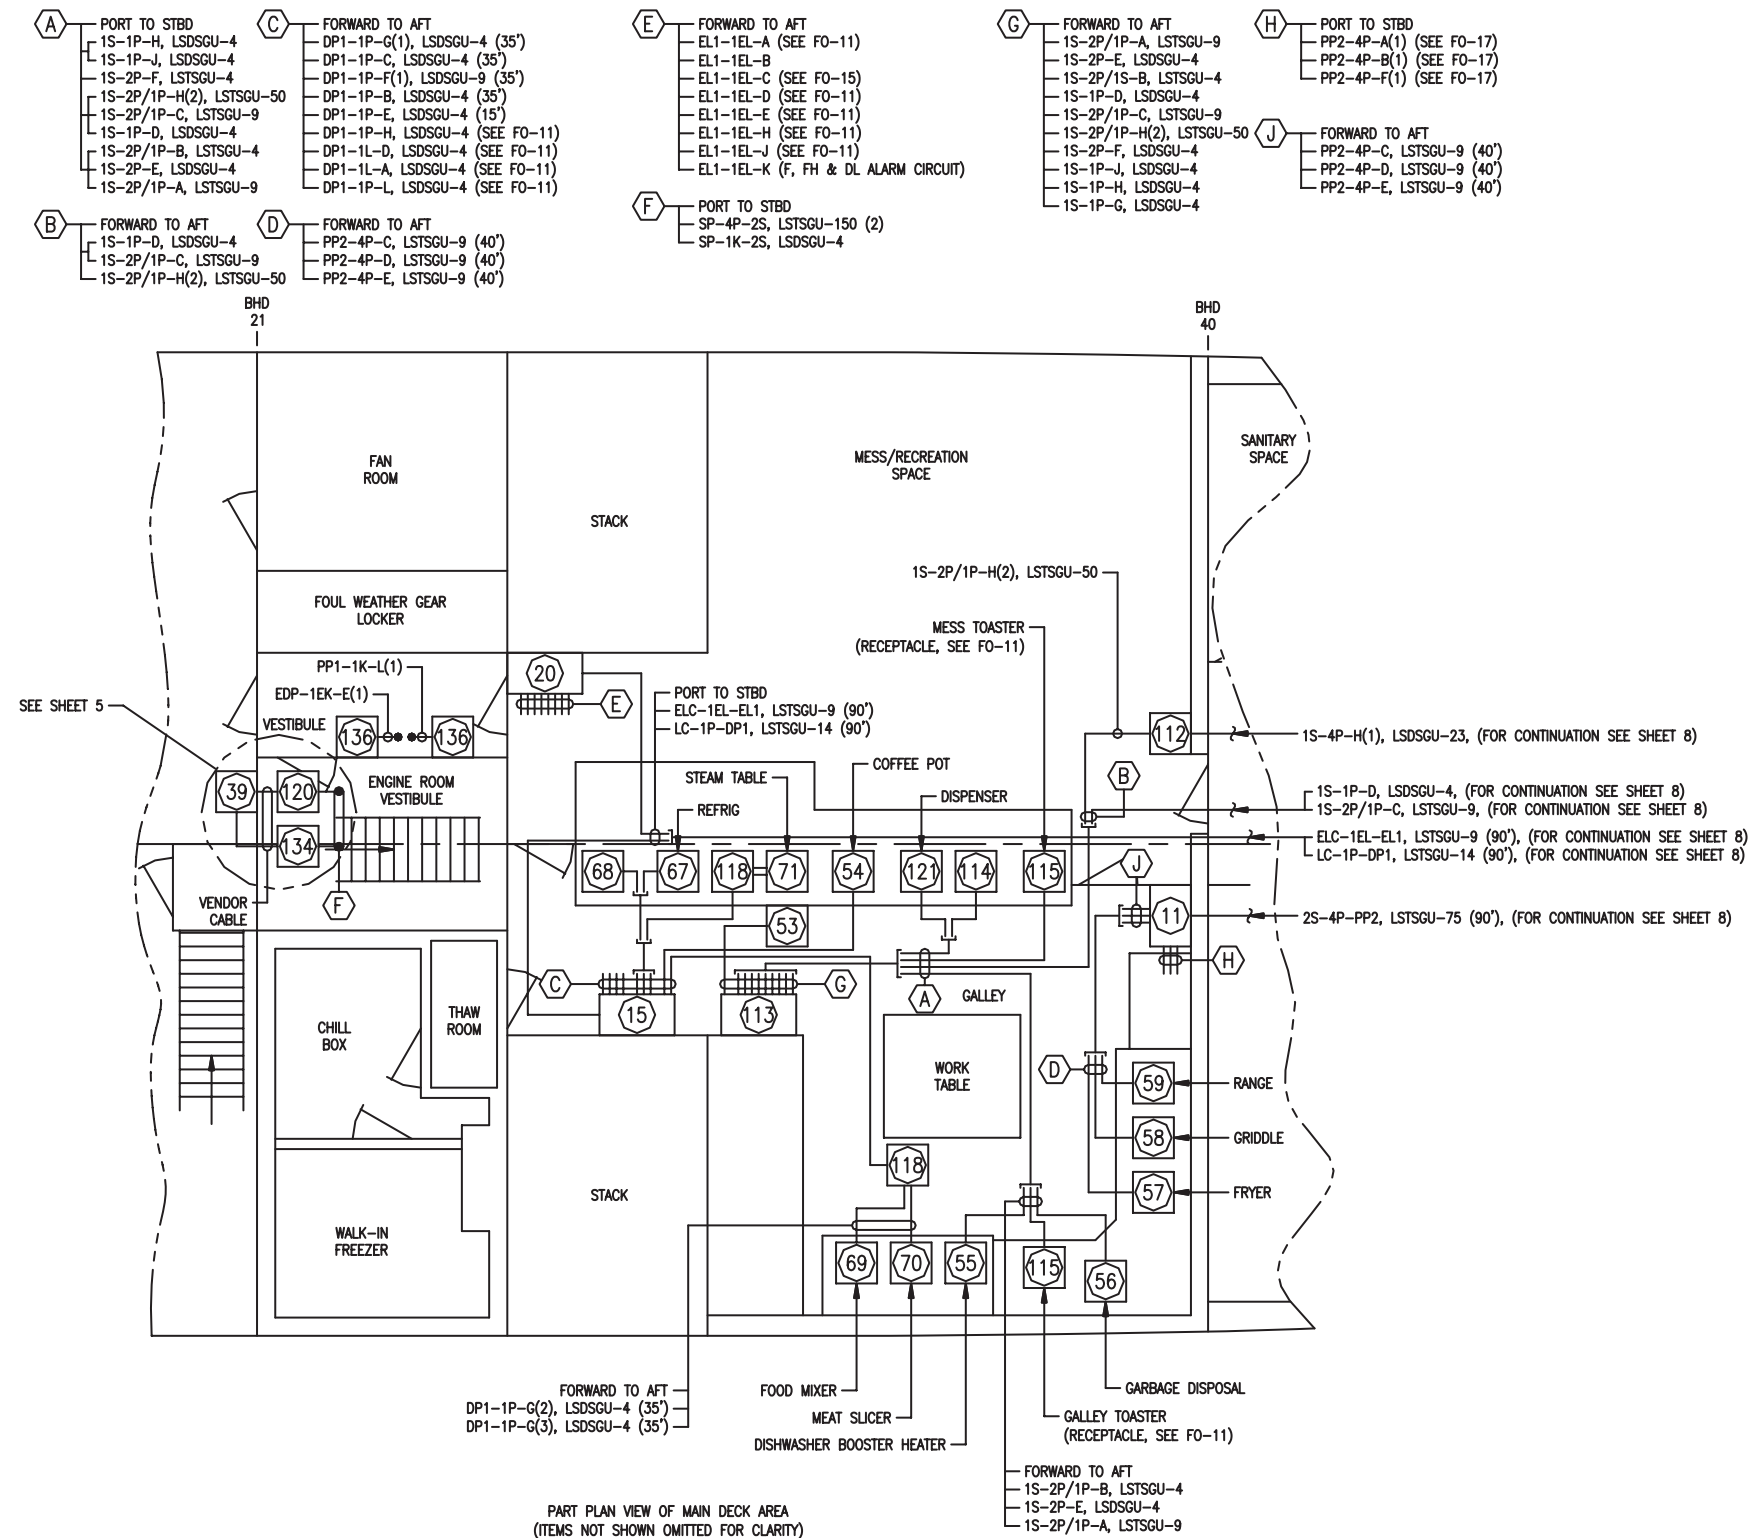 A
PORT TO STBD
1S-1P-H, LSDSGU-4
1S-1P-J, LSDSGU-4
1S-2P-F, LSTSGU-4
1S-2P/1P-H(2), LSTSGU-50
1S-2P/1P-C, LSTSGU-9
1S-1P-D, LSDSGU-4
1S-2P/1P-B, LSTSGU-4
1S-2P-E, LSDSGU-4
1S-2P/1P-A, LSTSGU-9
B
FORWARD TO AFT
1S-1P-D, LSDSGU-4
1S-2P/1P-C, LSTSGU-9
1S-2P/1P-H(2), LSTSGU-50
C
FORWARD TO AFT
DP1-1P-G(1), LSDSGU-4 (35')
DP1-1P-C, LSDSGU-4 (35')
DP1-1P-F(1), LSDSGU-9 (35')
DP1-1P-B, LSDSGU-4 (35')
DP1-1P-E, LSDSGU-4 (15')
DP1-1P-H, LSDSGU-4 (SEE FO-11)
DP1-1L-D, LSDSGU-4 (SEE FO-11)
DP1-1L-A, LSDSGU-4 (SEE FO-11)
DP1-1P-L, LSDSGU-4 (SEE FO-11)
D
FORWARD TO AFT
PP2-4P-C, LSTSGU-9 (40')
PP2-4P-D, LSTSGU-9 (40')
PP2-4P-E, LSTSGU-9 (40')
E
FORWARD TO AFT
EL1-1EL-A (SEE FO-11)
EL1-1EL-B
EL1-1EL-C (SEE FO-15)
EL1-1EL-D (SEE FO-11)
EL1-1EL-E (SEE FO-11)
EL1-1EL-H (SEE FO-11)
EL1-1EL-J (SEE FO-11)
EL1-1EL-K (F, FH & DL ALARM CIRCUIT)
F
PORT TO STBD
SP-4P-2S, LSTSGU-150 (2)
SP-1K-2S, LSDSGU-4
G
FORWARD TO AFT
1S-2P/1P-A, LSTSGU-9
1S-2P-E, LSDSGU-4
1S-2P/1S-B, LSTSGU-4
1S-1P-D, LSDSGU-4
1S-2P/1P-C, LSTSGU-9
1S-2P/1P-H(2), LSTSGU-50
1S-2P-F, LSDSGU-4
1S-1P-J, LSDSGU-4
1S-1P-H, LSDSGU-4
1S-1P-G, LSDSGU-4
H
PORT TO STBD
PP2-4P-A(1) (SEE FO-17)
PP2-4P-B(1) (SEE FO-17)
PP2-4P-F(1) (SEE FO-17)
J
FORWARD TO AFT
PP2-4P-C, LSTSGU-9 (40')
PP2-4P-D, LSTSGU-9 (40')
PP2-4P-E, LSTSGU-9 (40')
BHD
21
BHD
40
FAN
ROOM
STACK
MESS/RECREATION
SPACE
SANITARY
SPACE
FOUL WEATHER GEAR
LOCKER
1S-2P/1P-H(2), LSTSGU-50
MESS TOASTER
(RECEPTACLE, SEE FO-11)
PP1-1K-L(1)
EDP-1EK-E(1)
20
E
SEE SHEET 5
VESTIBULE
136
136
PORT TO STBD
ELC-1EL-EL1, LSTSGU-9 (90')
LC-1P-DP1, LSTSGU-14 (90')
112
1S-4P-H(1), LSDSGU-23, (FOR CONTINUATION SEE SHEET 8)
39
120
134
ENGINE ROOM
VESTIBULE
STEAM TABLE
COFFEE POT
REFRIG
DISPENSER
B
1S-1P-D, LSDSGU-4, (FOR CONTINUATION SEE SHEET 8)
1S-2P/1P-C, LSTSGU-9, (FOR CONTINUATION SEE SHEET 8)
ELC-1EL-EL1, LSTSGU-9 (90'), (FOR CONTINUATION SEE SHEET 8)
LC-1P-DP1, LSTSGU-14 (90'), (FOR CONTINUATION SEE SHEET 8)
68
67
118
71
54
121
114
115
J
VENDOR
CABLE
F
53
11
2S-4P-PP2, LSTSGU-75 (90'), (FOR CONTINUATION SEE SHEET 8)
H
C
G
A
GALLEY
15
113
CHILL
BOX
THAW
ROOM
WORK
TABLE
D
59
RANGE
58
GRIDDLE
57
FRYER
118
STACK
WALK-IN
FREEZER
69
70
55
115
56
FORWARD TO AFT
DP1-1P-G(2), LSDSGU-4 (35')
DP1-1P-G(3), LSDSGU-4 (35')
FOOD MIXER
MEAT SLICER
DISHWASHER BOOSTER HEATER
GARBAGE DISPOSAL
GALLEY TOASTER
(RECEPTACLE, SEE FO-11)
FORWARD TO AFT
1S-2P/1P-B, LSTSGU-4
1S-2P-E, LSDSGU-4
1S-2P/1P-A, LSTSGU-9
PART PLAN VIEW OF MAIN DECK AREA
(ITEMS NOT SHOWN OMITTED FOR CLARITY)